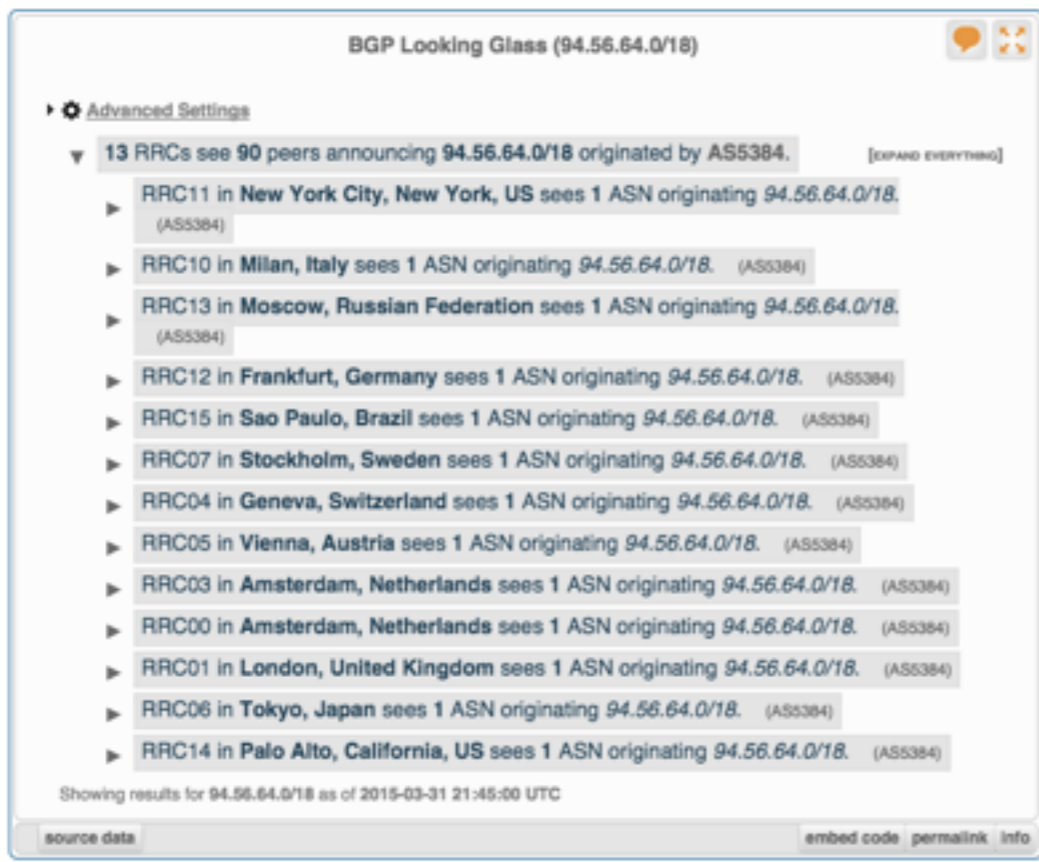 BGP Looking Glass (94.56.64.0/18)
Advanced Settings
13 RRCs see 90 peers announcing 94.56.64.0/18 originated by AS5384. [EXPAND EVERYTHING]
RRC11 in New York City, New York, US sees 1 ASN originating 94.56.64.0/18.
(AS5384)
RRC10 in Milan, Italy sees 1 ASN originating 94.56.64.0/18. (AS5384)
RRC13 in Moscow, Russian Federation sees 1 ASN originating 94.56.64.0/18.
(AS5384)
RRC12 in Frankfurt, Germany sees 1 ASN originating 94.56.64.0/18. (AS5384)
RRC15 in Sao Paulo, Brazil sees 1 ASN originating 94.56.64.0/18. (AS5384)
RRC07 in Stockholm, Sweden sees 1 ASN originating 94.56.64.0/18. (AS5384)
RRC04 in Geneva, Switzerland sees 1 ASN originating 94.56.64.0/18. (AS5384)
RRC05 in Vienna, Austria sees 1 ASN originating 94.56.64.0/18. (AS5384)
RRC03 in Amsterdam, Netherlands sees 1 ASN originating 94.56.64.0/18. (AS5384)
RRC00 in Amsterdam, Netherlands sees 1 ASN originating 94.56.64.0/18. (AS5384)
RRC01 in London, United Kingdom sees 1 ASN originating 94.56.64.0/18. (AS5384)
RRC06 in Tokyo, Japan sees 1 ASN originating 94.56.64.0/18. (AS5384)
RRC14 in Palo Alto, California, US sees 1 ASN originating 94.56.64.0/18. (AS5384)
Showing results for 94.56.64.0/18 as of 2015-03-31 21:45:00 UTC
source data embed code permalink info